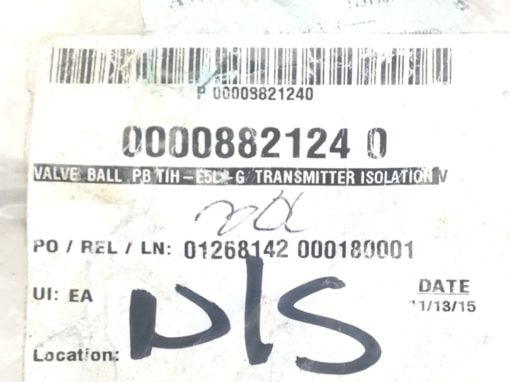 P 00008821240
0000882124 0
VALVE BALL PB TIH-E5L-G TRANSMITTER ISOLATION V
PO / REL / LN: 01268142 000180001
DATE
UI: EA
11/13/15
Location:
DIS